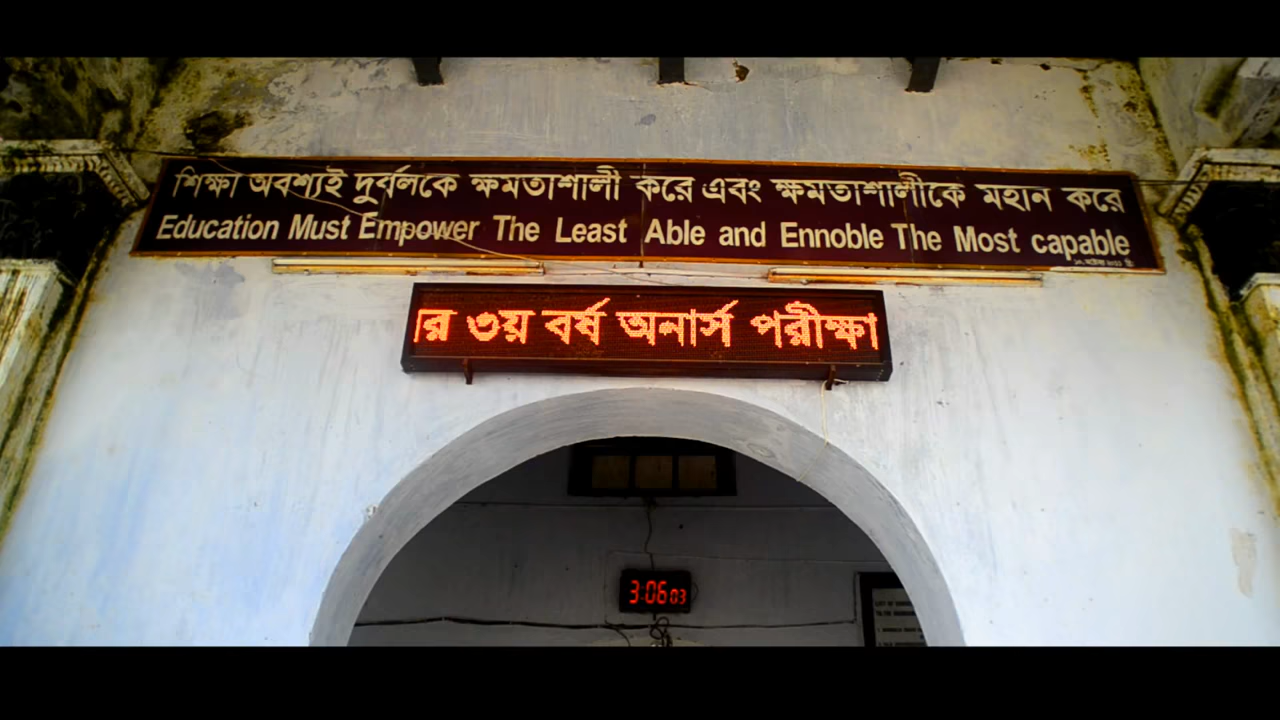 শিক্ষা অবশ্যই দুর্বলকে ক্ষমতাশালী করে এবং ক্ষমতাশালীকে মহান করে
Education Must Empower The Least Able and Ennoble The Most capable
র ৩য় বর্ষ অনার্স পরীক্ষা
3:06 03